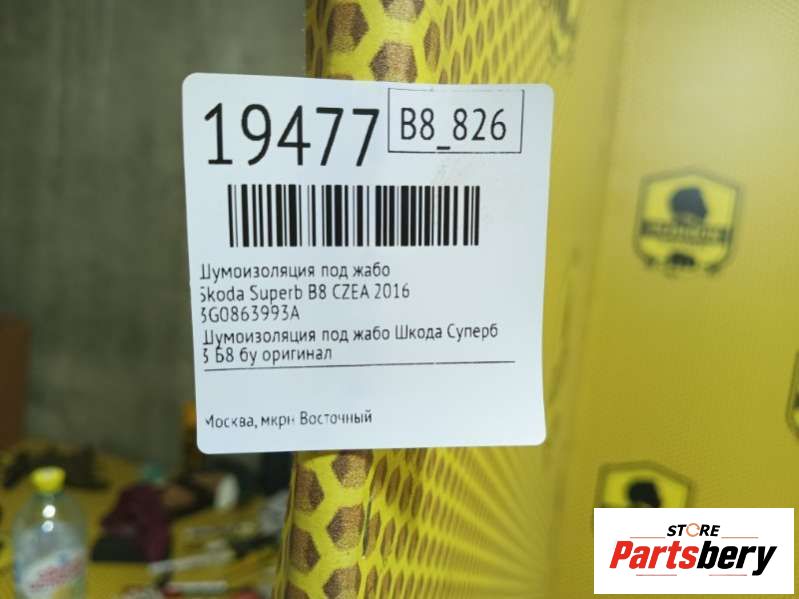 19477
B8_826
Шумоизоляция под жабо
Skoda Superb B8 CZEA 2016
3G0863993A
Шумоизоляция под жабо Шкода Суперб
3 Б8 бу оригинал
Москва, мкрн Восточный
STORE
Partsbery